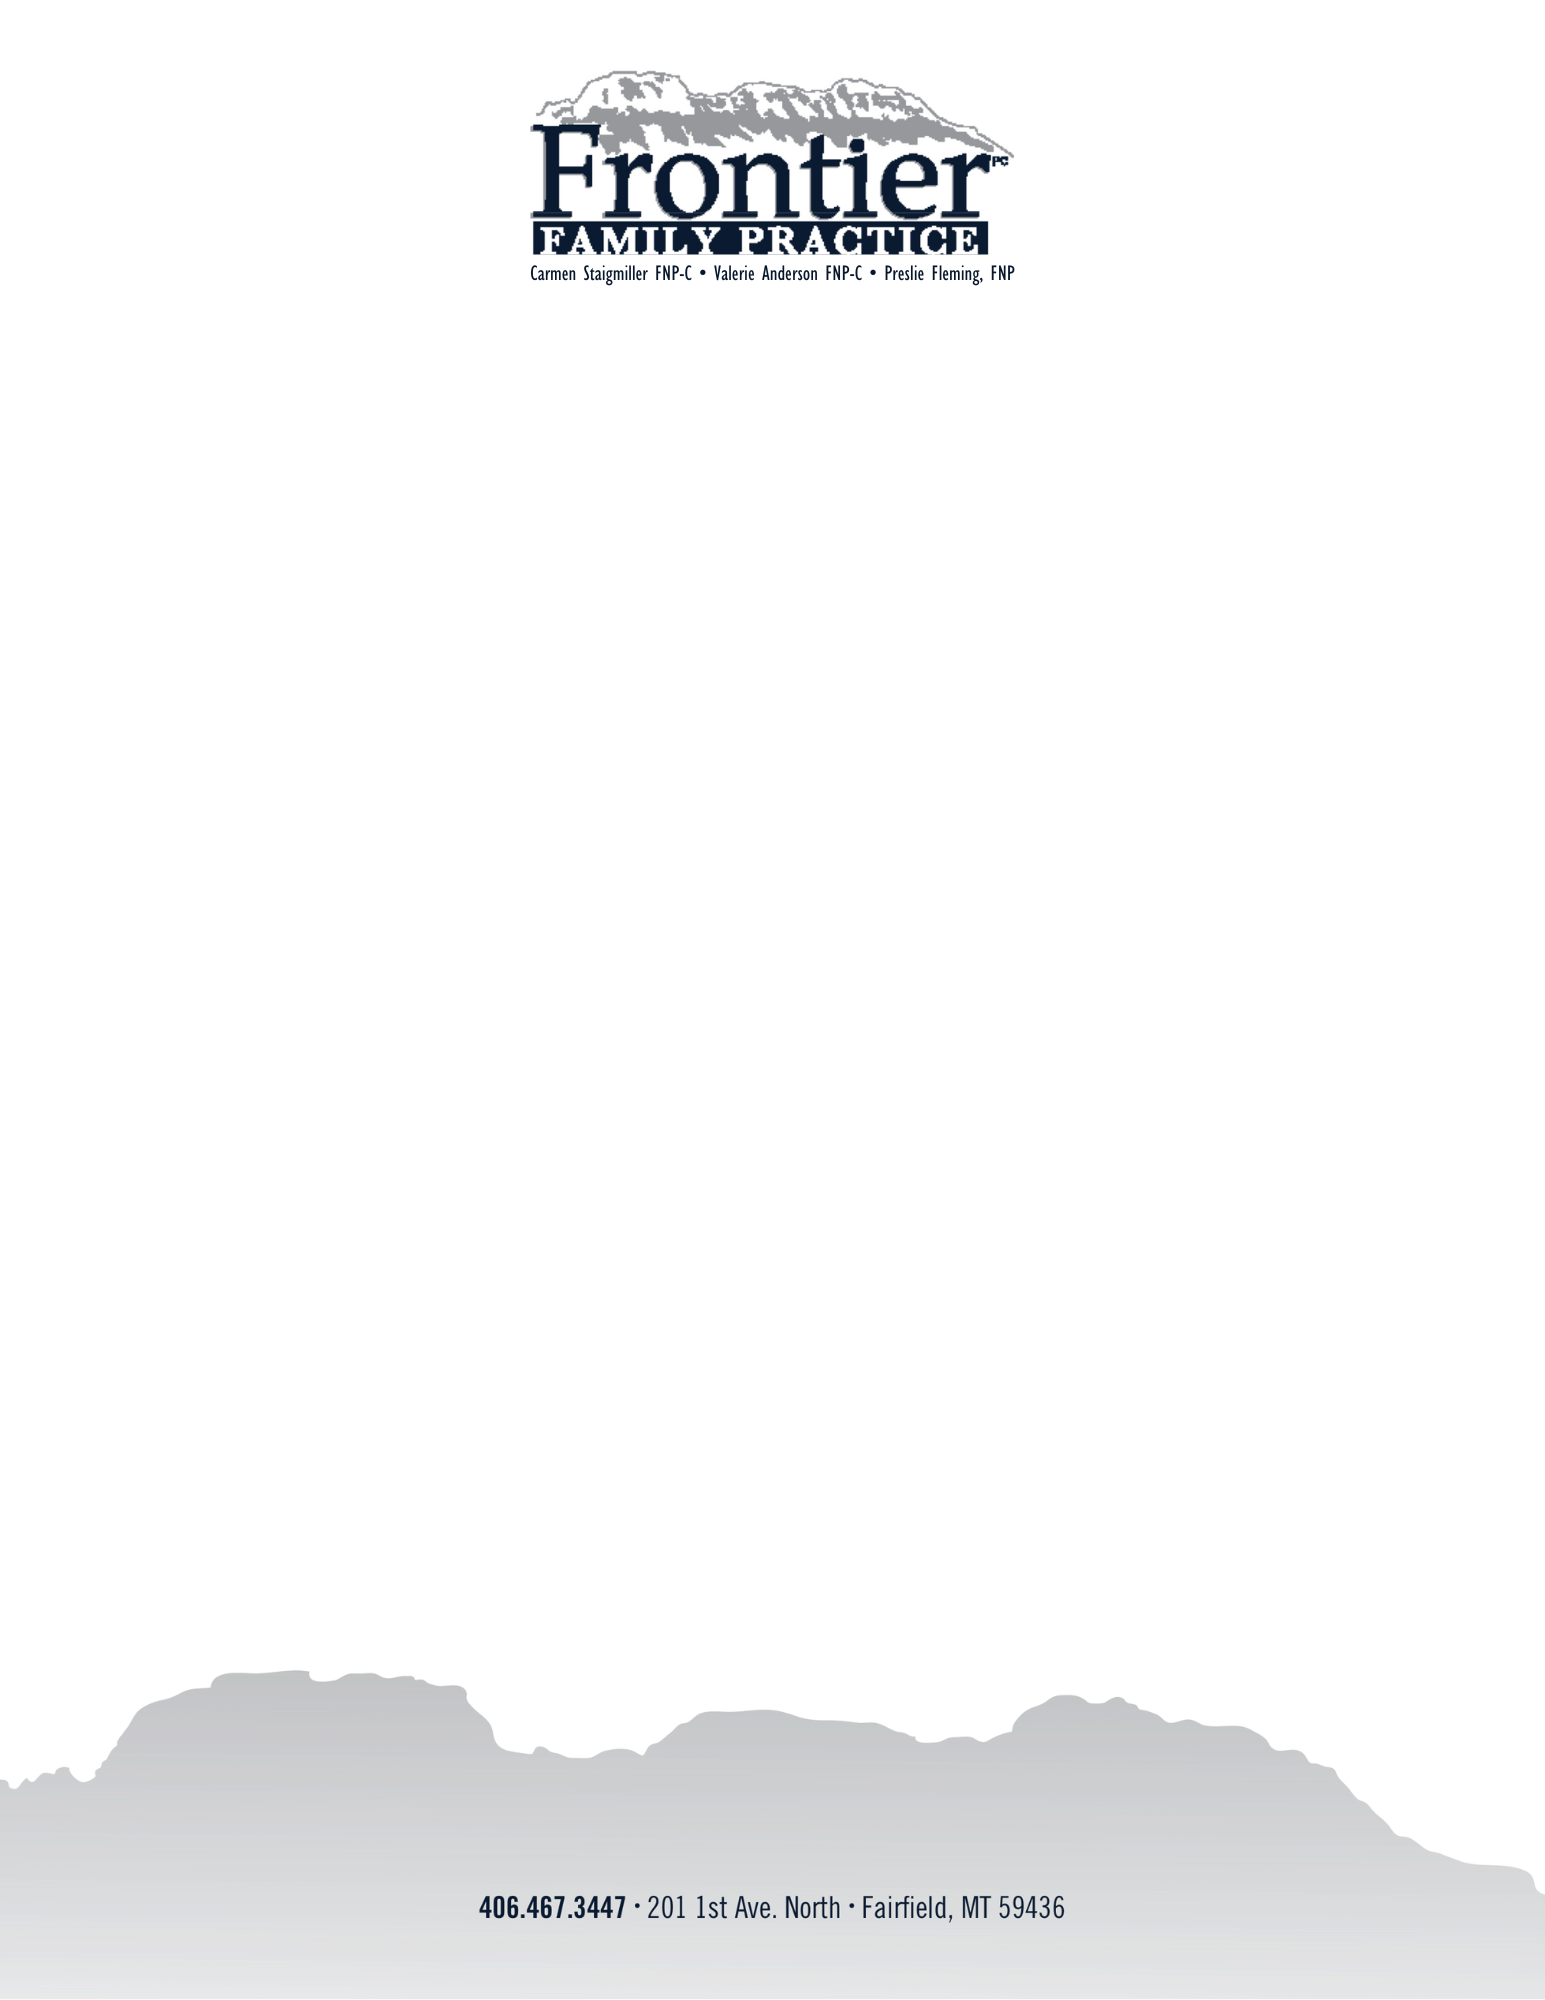 Frontier PC
FAMILY PRACTICE
Carmen Staigmiller FNP-C • Valerie Anderson FNP-C • Preslie Fleming, FNP
406.467.3447 • 201 1st Ave. North • Fairfield, MT 59436